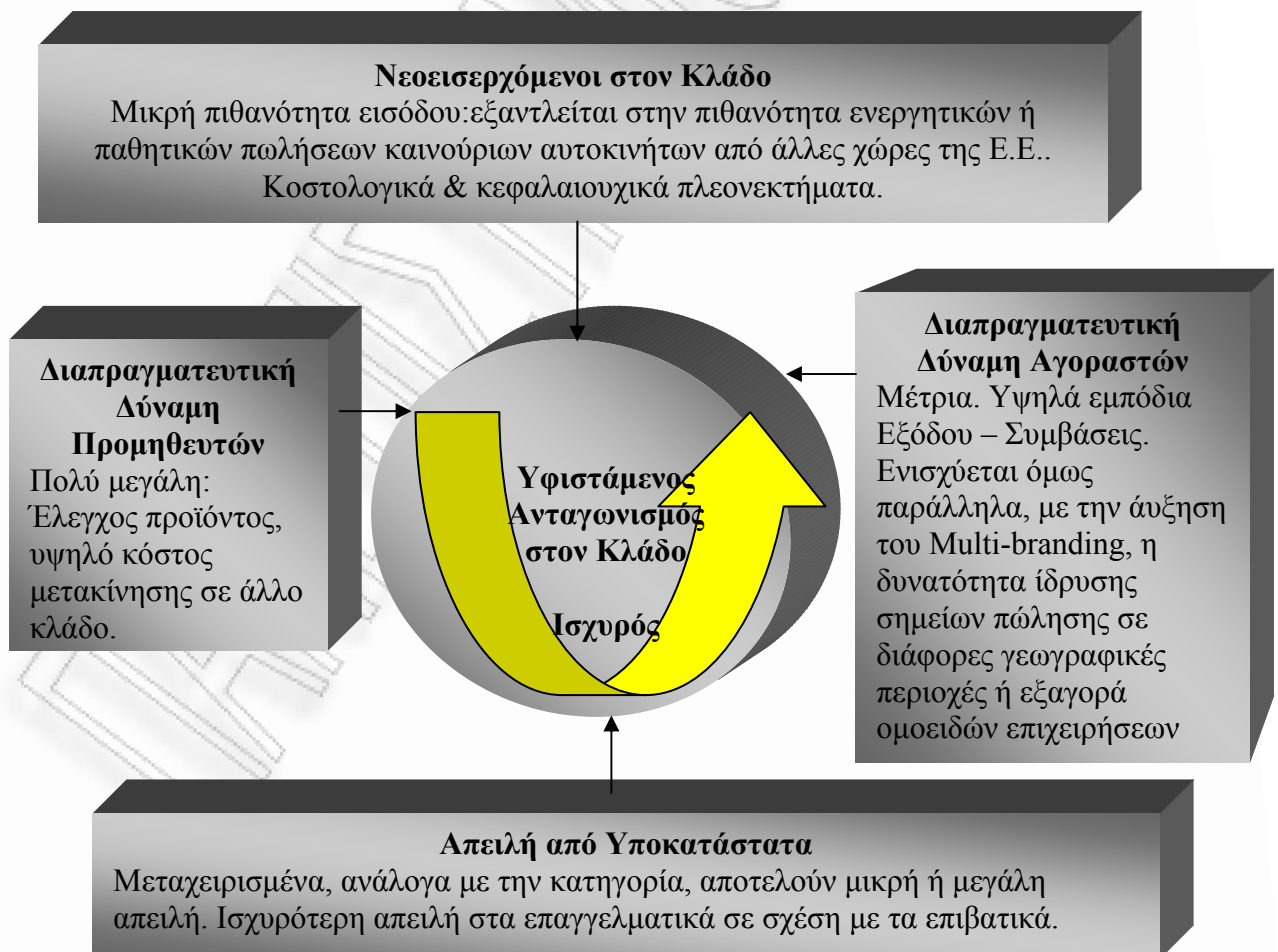 Νεοεισερχόμενοι στον Κλάδο
Μικρή πιθανότητα εισόδου:εξαντλείται στην πιθανότητα ενεργητικών ή
παθητικών πωλήσεων καινούριων αυτοκινήτων από άλλες χώρες της Ε.Ε..
Κοστολογικά & κεφαλαιουχικά πλεονεκτήματα.
Διαπραγματευτική
Δύναμη
Προμηθευτών
Πολύ μεγάλη:
Έλεγχος προϊόντος,
υψηλό κόστος
μετακίνησης σε άλλο
κλάδο.
Υφιστάμενος
Ανταγωνισμός
στον Κλάδο
Ισχυρός
Διαπραγματευτική
Δύναμη Αγοραστών
Μέτρια. Υψηλά εμπόδια
Εξόδου – Συμβάσεις.
Ενισχύεται όμως
παράλληλα, με την άυξηση
του Multi-branding, η
δυνατότητα ίδρυσης
σημείων πώλησης σε
διάφορες γεωγραφικές
περιοχές ή εξαγορά
ομοειδών επιχειρήσεων
Απειλή από Υποκατάστατα
Μεταχειρισμένα, ανάλογα με την κατηγορία, αποτελούν μικρή ή μεγάλη
απειλή. Ισχυρότερη απειλή στα επαγγελματικά σε σχέση με τα επιβατικά.